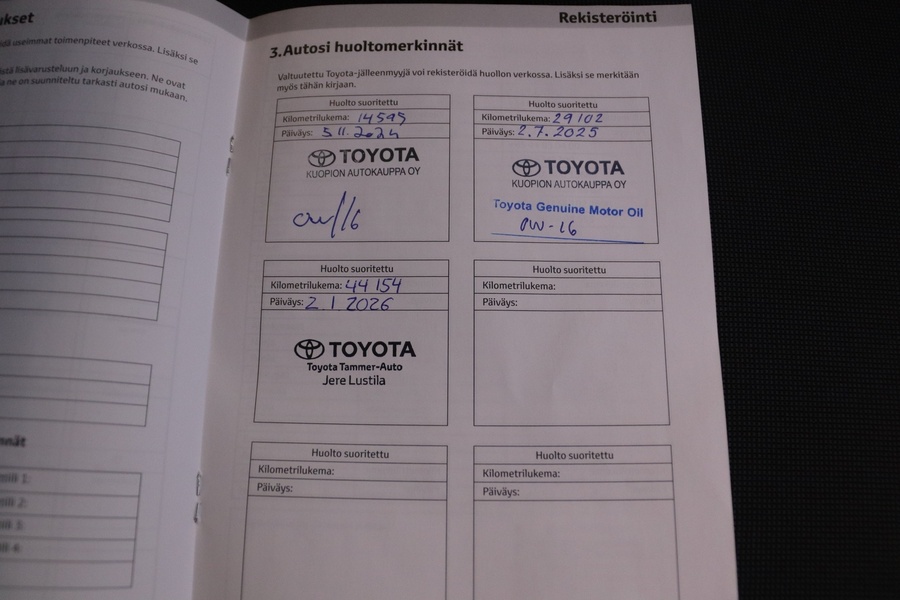 Rekisteröinti
3.Autosi huoltomerkinnät
Valtuutettu Toyota-jälleenmyyjä voi rekisteröidä huollon verkossa. Lisäksi se merkitään
myös tähän kirjaan.
Huolto suoritettu
Kilometrilukema: 14595
Päiväys: 5 11. 2024
TOYOTA
KUOPION AUTOKAUPPA OY
Huolto suoritettu
Kilometrilukema: 29102
Päiväys: 2.7.2025
TOYOTA
KUOPION AUTOKAUPPA OY
Toyota Genuine Motor Oil
PW-16
Huolto suoritettu
Kilometrilukema: 44 154
Päiväys: 2 1 2026
TOYOTA
Toyota Tammer-Auto
Jere Lustila
Huolto suoritettu
Kilometrilukema:
Päiväys:
Huolto suoritettu
Kilometrilukema:
Päiväys:
Huolto suoritettu
Kilometrilukema:
Päiväys:
ukset
useimmat toimenpiteet verkossa. Lisäksi se
lisävarusteluun ja korjaukseen. Ne ovat
ja ne on suunniteltu tarkasti autosi mukaan.
nnät